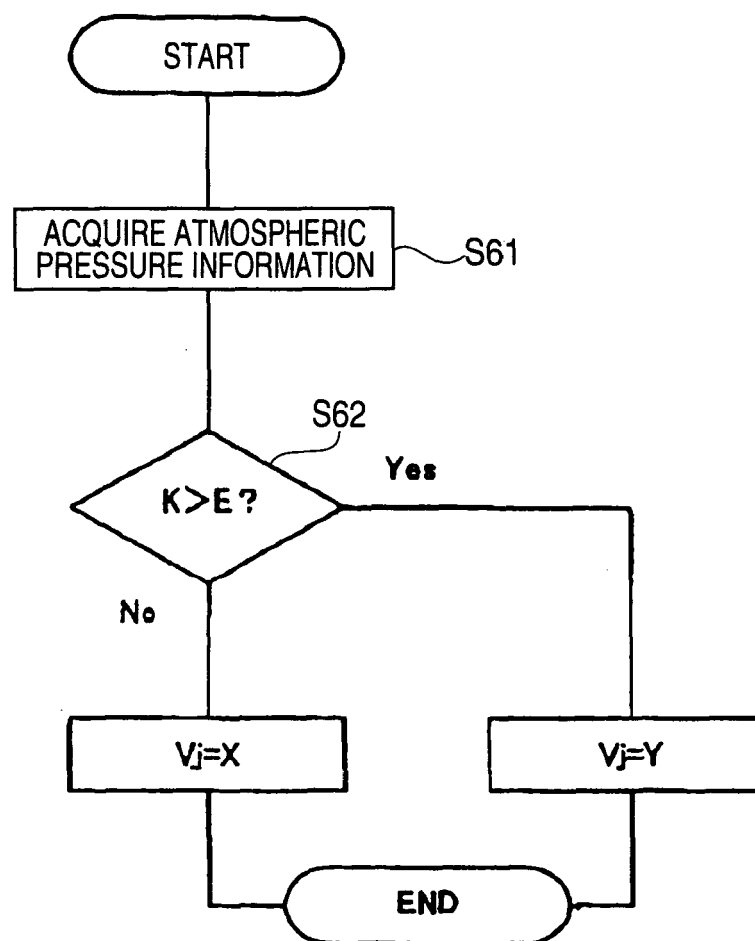 START
ACQUIRE ATMOSPHERIC
PRESSURE INFORMATION
S61
S62
K>E?
Yes
No
Vj=X
Vj=Y
END